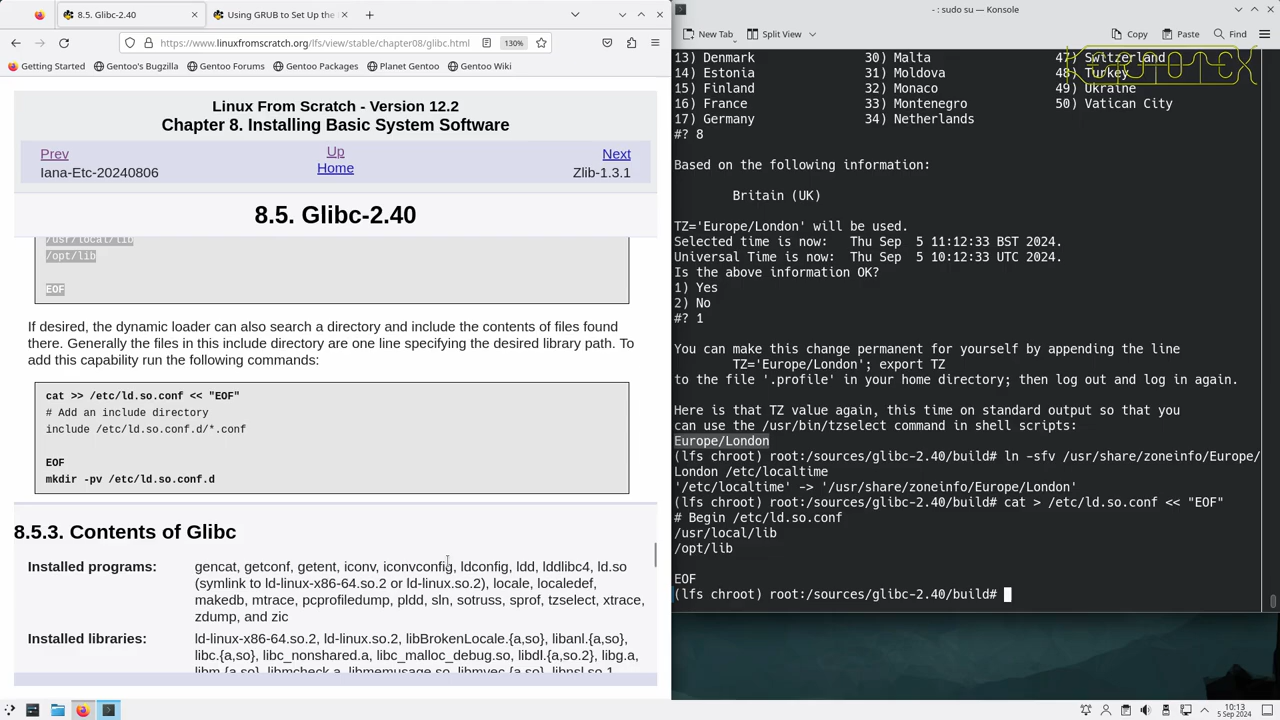 8.5. Glibc-2.40
Using GRUB to Set Up the
https://www.linuxfromscratch.org/lfs/view/stable/chapter08/glibc.html
130%
Getting Started
Gentoo's Bugzilla
Gentoo Forums
Gentoo Packages
Planet Gentoo
Gentoo Wiki
Linux From Scratch - Version 12.2
Chapter 8. Installing Basic System Software
Prev
Up
Next
Iana-Etc-20240806
Home
Zlib-1.3.1
8.5. Glibc-2.40
/usr/local/lib
/opt/lib
EOF
If desired, the dynamic loader can also search a directory and include the contents of files found
there. Generally the files in this include directory are one line specifying the desired library path. To
add this capability run the following commands:
cat >> /etc/ld.so.conf << "EOF"
# Add an include directory
include /etc/ld.so.conf.d/*.conf
EOF
mkdir -pv /etc/ld.so.conf.d
8.5.3. Contents of Glibc
Installed programs:
gencat, getconf, getent, iconv, iconvconfig, ldconfig, ldd, lddlibc4, ld.so
(symlink to ld-linux-x86-64.so.2 or ld-linux.so.2), locale, localedef,
makedb, mtrace, pcprofiledump, pldd, sln, sotruss, sprof, tzselect, xtrace,
zdump, and zic
Installed libraries:
ld-linux-x86-64.so.2, ld-linux.so.2, libBrokenLocale.{a,so}, libanl.{a,so},
libc.{a,so}, libc_nonshared.a, libc_malloc_debug.so, libdl.{a,so.2}, libg.a,
libm.{a,so}, libmcheck.a, libmemusage.so, libmvec.{a,so}, libnsl.so.1,
- : sudo su — Konsole
New Tab
Split View
Copy
Paste
Find
13) Denmark 30) Malta 47) Switzerland
14) Estonia 31) Moldova 48) Turkey
15) Finland 32) Monaco 49) Ukraine
16) France 33) Montenegro 50) Vatican City
17) Germany 34) Netherlands
#? 8
Based on the following information:
Britain (UK)
TZ='Europe/London' will be used.
Selected time is now: Thu Sep 5 11:12:33 BST 2024.
Universal Time is now: Thu Sep 5 10:12:33 UTC 2024.
Is the above information OK?
1) Yes
2) No
#? 1
You can make this change permanent for yourself by appending the line
TZ='Europe/London'; export TZ
to the file '.profile' in your home directory; then log out and log in again.
Here is that TZ value again, this time on standard output so that you
can use the /usr/bin/tzselect command in shell scripts:
Europe/London
(lfs chroot) root:/sources/glibc-2.40/build# ln -sfv /usr/share/zoneinfo/Europe/
London /etc/localtime
'/etc/localtime' -> '/usr/share/zoneinfo/Europe/London'
(lfs chroot) root:/sources/glibc-2.40/build# cat > /etc/ld.so.conf << "EOF"
# Begin /etc/ld.so.conf
/usr/local/lib
/opt/lib
EOF
(lfs chroot) root:/sources/glibc-2.40/build#
10:13
5 Sep 2024